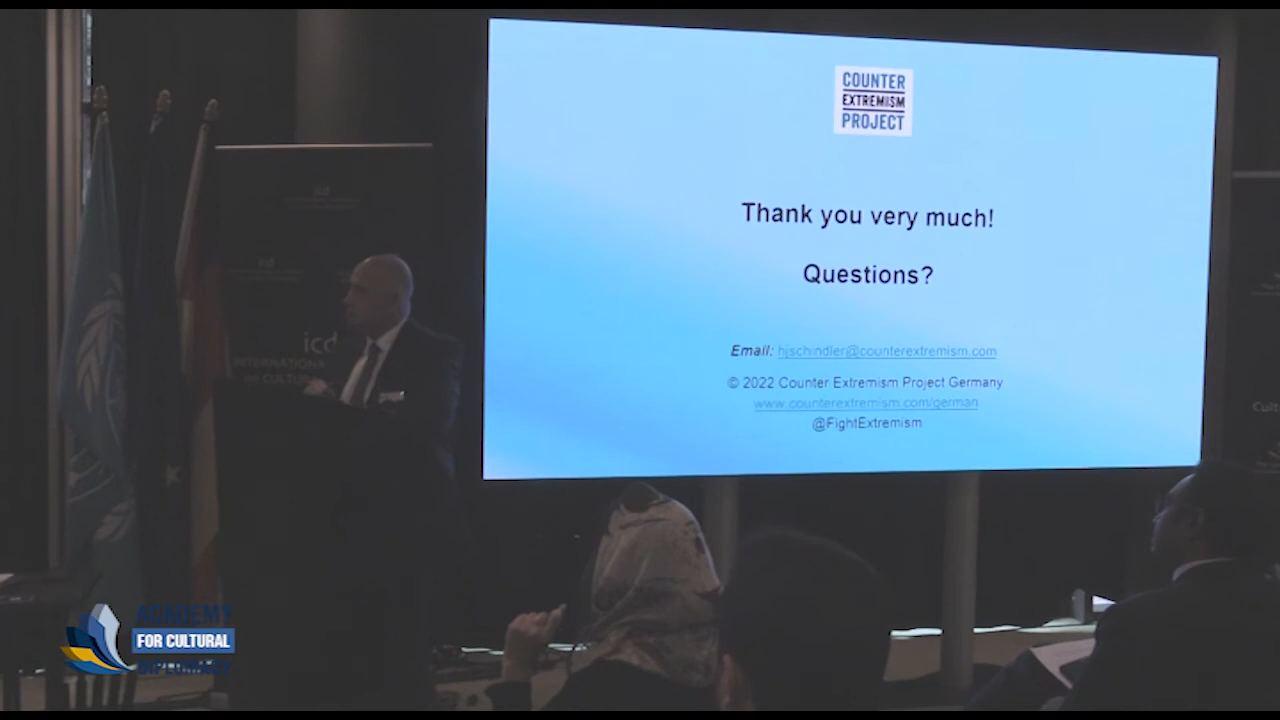 COUNTER
EXTREMISM
PROJECT
Thank you very much!
Questions?
Email: hjschindler@counterextremism.com
© 2022 Counter Extremism Project Germany
www.counterextremism.com/german
@FightExtremism
icd
ACADEMY
FOR CULTURAL
DIPLOMACY